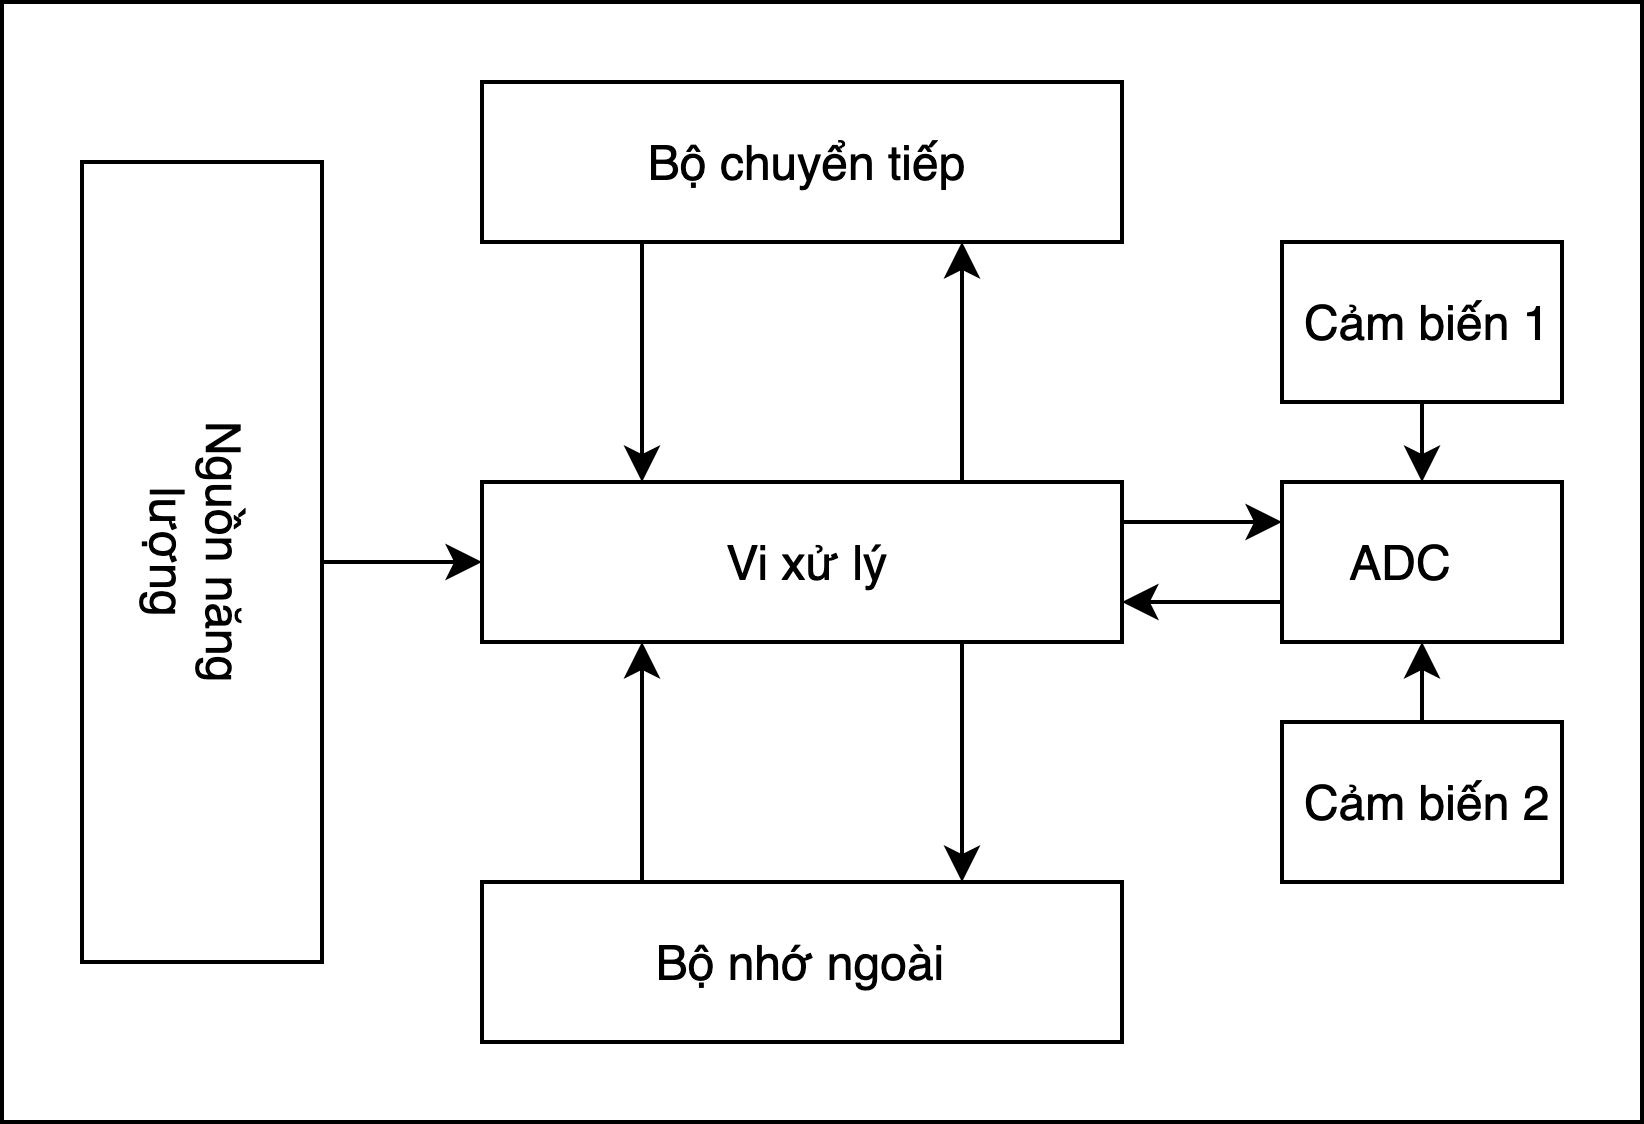 Bộ chuyển tiếp
Nguồn năng
lượng
Cảm biến 1
Vi xử lý
ADC
Cảm biến 2
Bộ nhớ ngoài